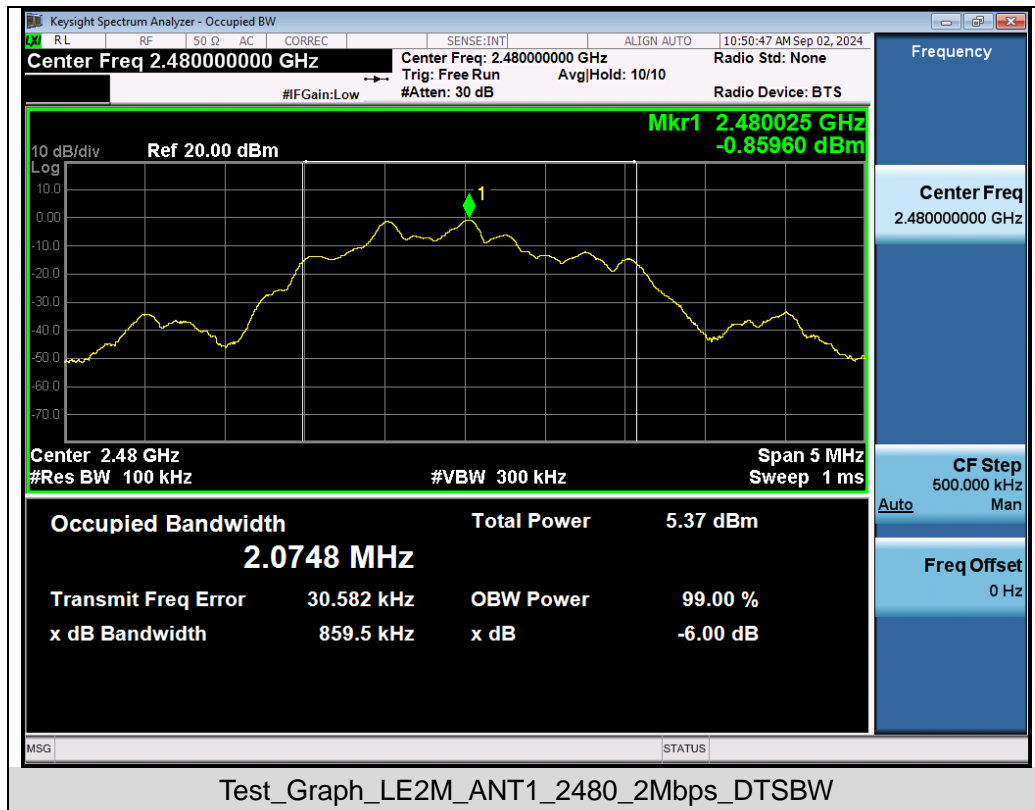 Keysight Spectrum Analyzer - Occupied BW
LXI RL RF 50 Ω AC CORREC SENSE:INT ALIGN AUTO 10:50:47 AM Sep 02, 2024
Center Freq 2.480000000 GHz
Center Freq: 2.480000000 GHz
Radio Std: None
Trig: Free Run Avg|Hold: 10/10
#IFGain:Low
#Atten: 30 dB
Radio Device: BTS
Frequency
Mkr1 2.480025 GHz
-0.85960 dBm
10 dB/div Ref 20.00 dBm
Log
10.0
0.00
-10.0
-20.0
-30.0
-40.0
-50.0
-60.0
-70.0
1
Center 2.48 GHz
Span 5 MHz
#Res BW 100 kHz
#VBW 300 kHz
Sweep 1 ms
Center Freq
2.480000000 GHz
CF Step
500.000 kHz
Auto Man
Freq Offset
0 Hz
Occupied Bandwidth
2.0748 MHz
Total Power 5.37 dBm
Transmit Freq Error 30.582 kHz
OBW Power 99.00 %
x dB Bandwidth 859.5 kHz
x dB -6.00 dB
MSG
STATUS
Test_Graph_LE2M_ANT1_2480_2Mbps_DTSBW